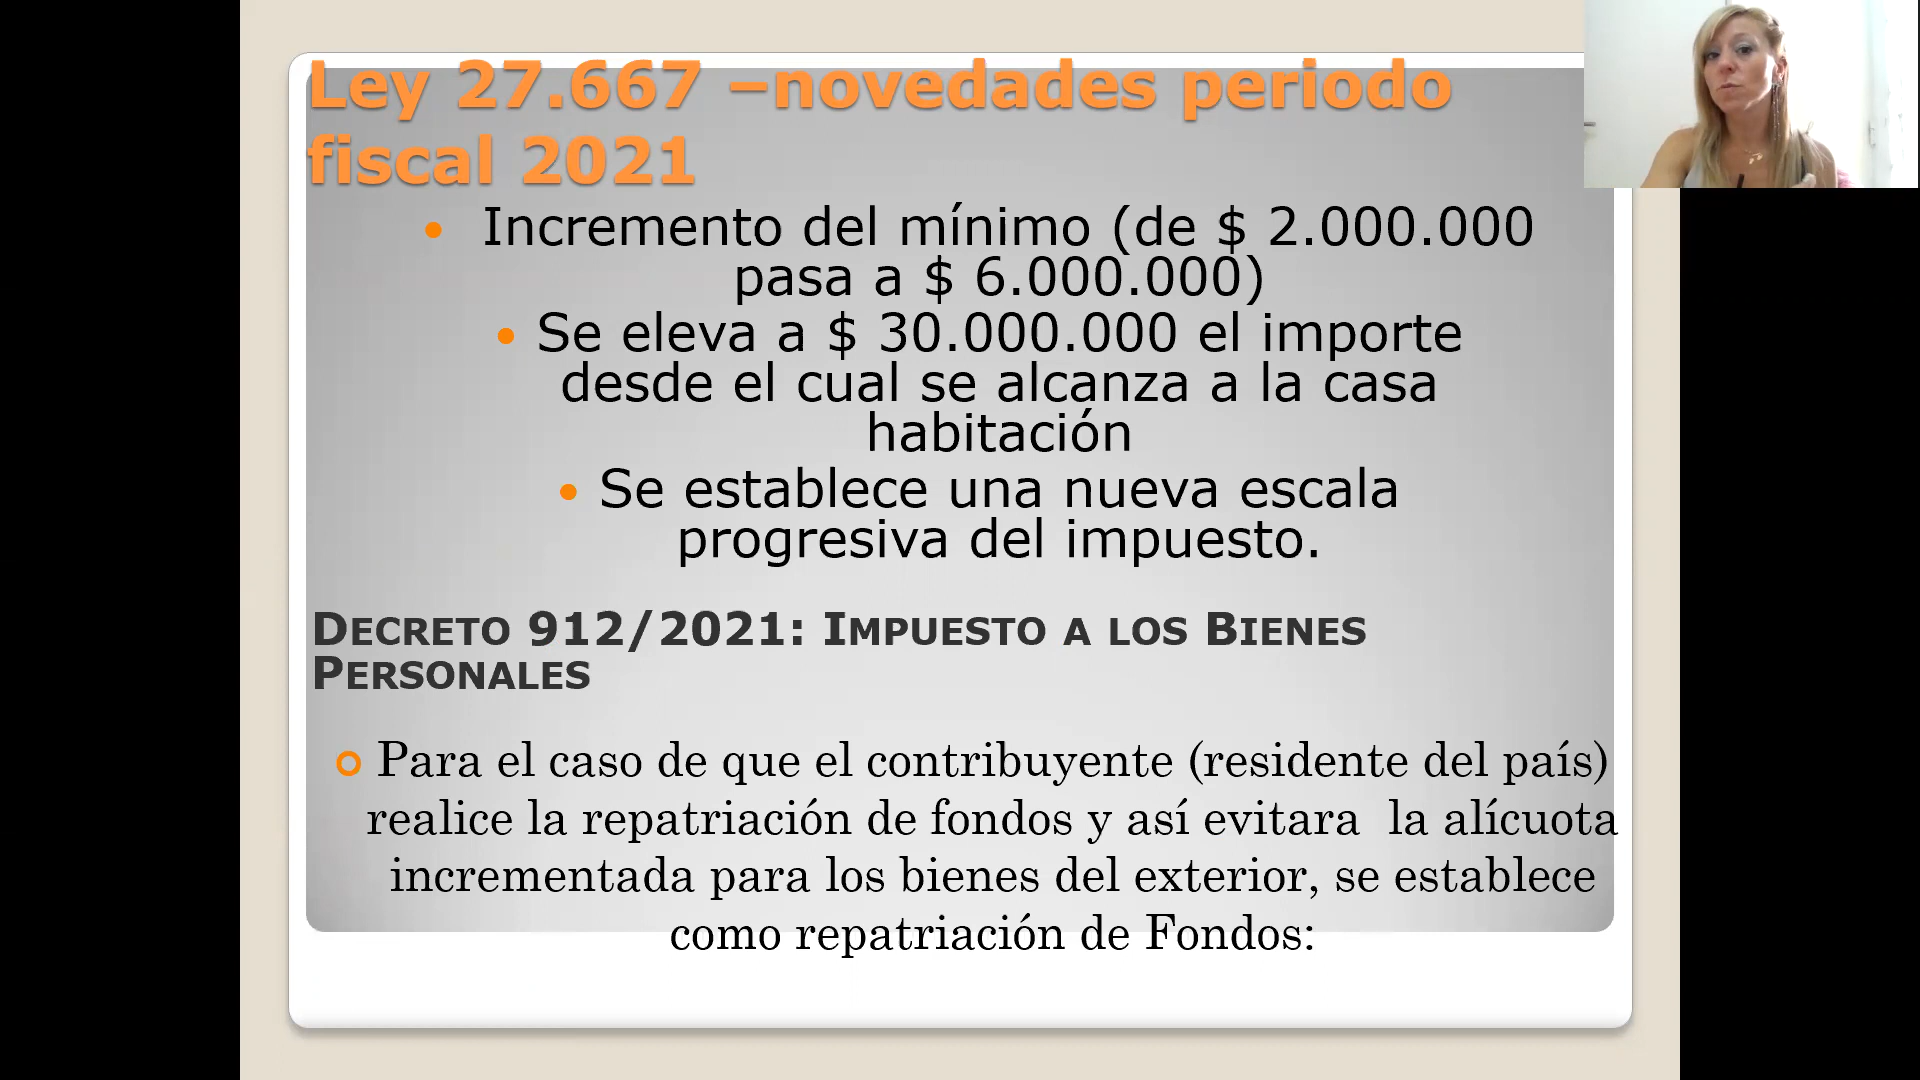 Ley 27.667 –novedades periodo
fiscal 2021
• Incremento del mínimo (de $ 2.000.000
pasa a $ 6.000.000)
• Se eleva a $ 30.000.000 el importe
desde el cual se alcanza a la casa
habitación
• Se establece una nueva escala
progresiva del impuesto.
DECRETO 912/2021: IMPUESTO A LOS BIENES
PERSONALES
Para el caso de que el contribuyente (residente del país)
realice la repatriación de fondos y así evitara la alícuota
incrementada para los bienes del exterior, se establece
como repatriación de Fondos: